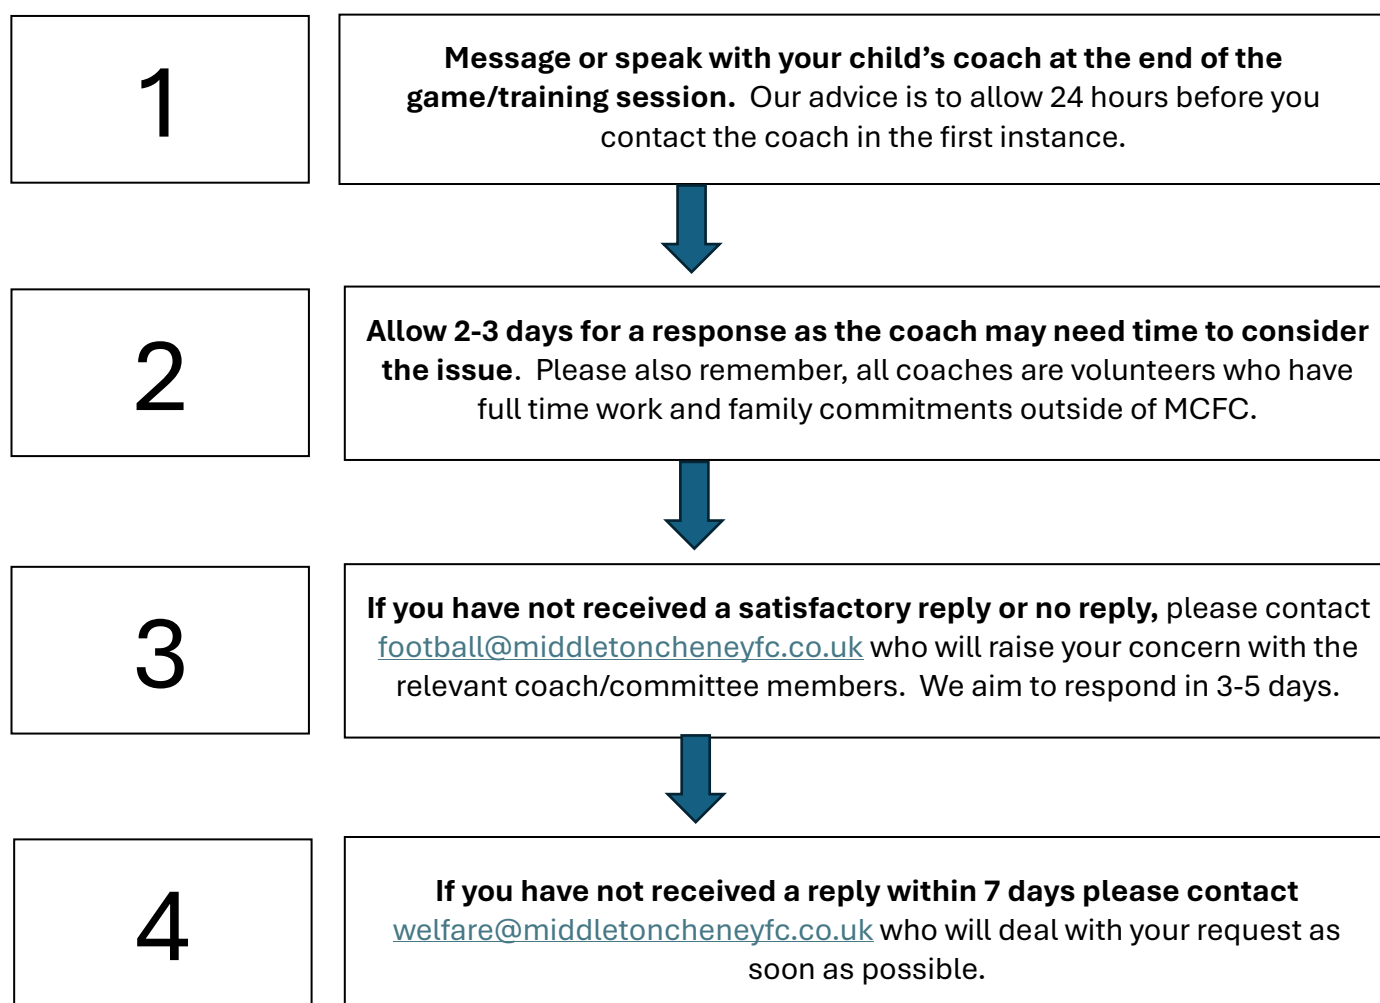 1
Message or speak with your child’s coach at the end of the
game/training session.  Our advice is to allow 24 hours before you
contact the coach in the first instance.
2
Allow 2-3 days for a response as the coach may need time to consider
the issue.  Please also remember, all coaches are volunteers who have
full time work and family commitments outside of MCFC.
3
If you have not received a satisfactory reply or no reply, please contact
football@middletoncheneyfc.co.uk who will raise your concern with the
relevant coach/committee members.  We aim to respond in 3-5 days.
4
If you have not received a reply within 7 days please contact
welfare@middletoncheneyfc.co.uk who will deal with your request as
soon as possible.